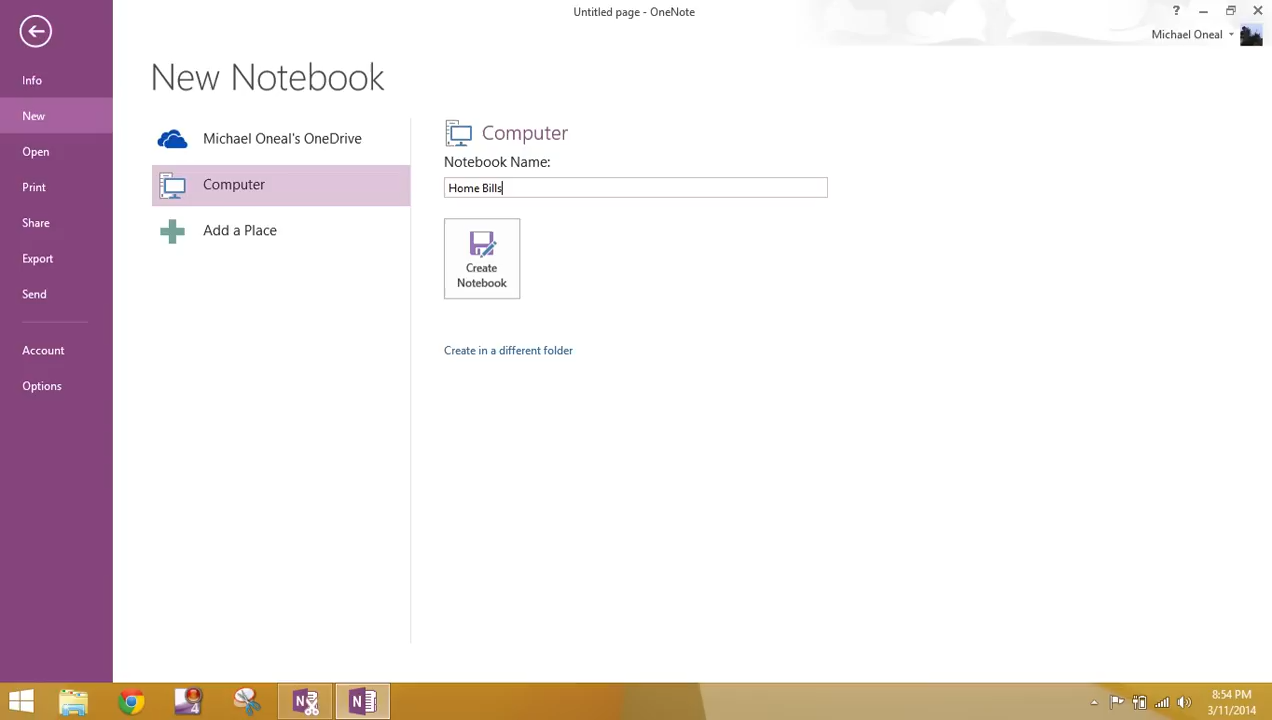 Untitled page - OneNote
?
Michael Oneal
Info
New
Open
Print
Share
Export
Send
Account
Options
New Notebook
Michael Oneal's OneDrive
Computer
Add a Place
Computer
Notebook Name:
Home Bills
Create
Notebook
Create in a different folder
4
N
N
8:54 PM
3/11/2014